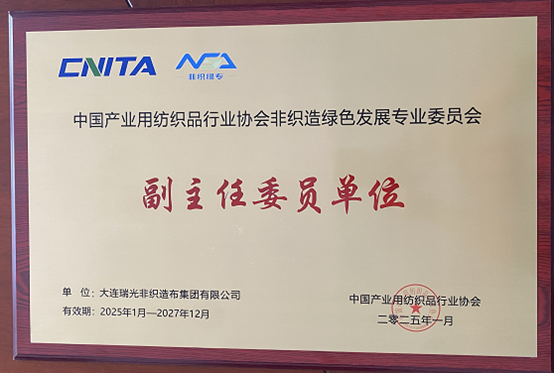 CNITA
非织绿专
中国产业用纺织品行业协会非织造绿色发展专业委员会
副主任委员单位
单 位：大连瑞光非织造布集团有限公司
有效期：2025年1月—2027年12月
中国产业用纺织品行业协会
二〇二五年一月